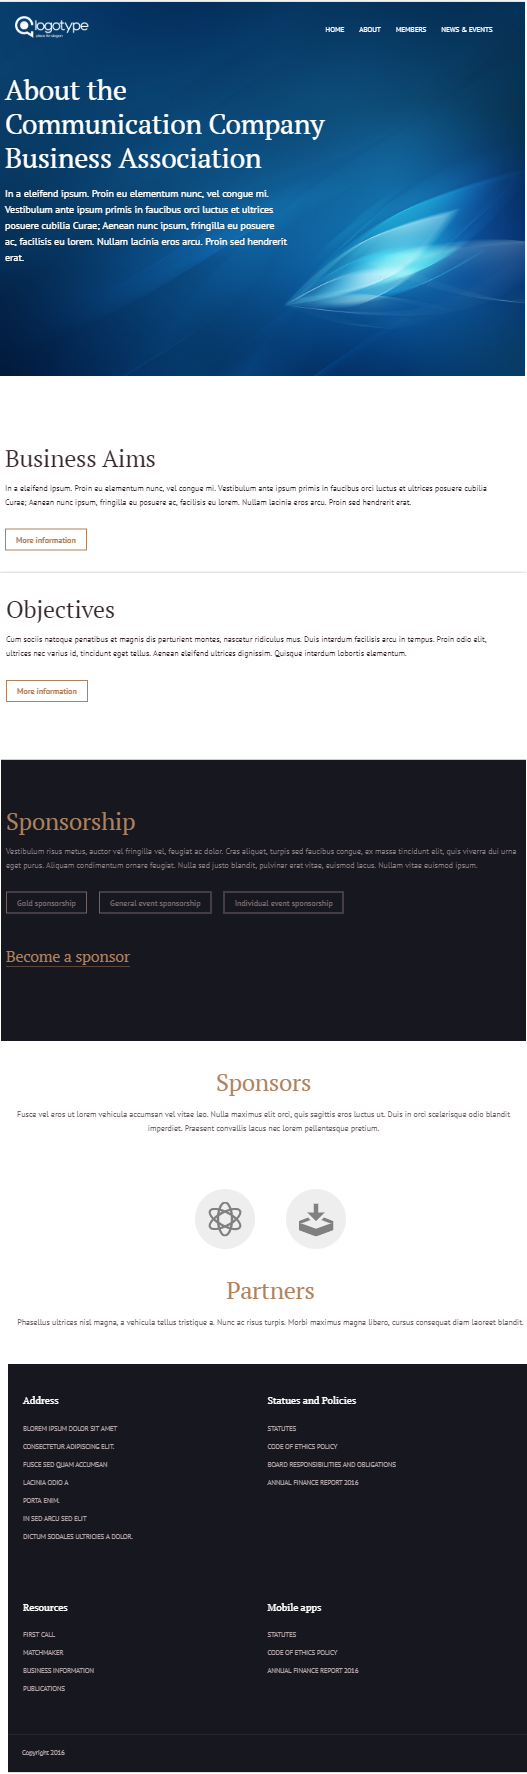 logotype
place for slogan
HOME ABOUT MEMBERS NEWS & EVENTS
About the
Communication Company
Business Association
In a eleifend ipsum. Proin eu elementum nunc, vel congue mi.
Vestibulum ante ipsum primis in faucibus orci luctus et ultrices
posuere cubilia Curae; Aenean nunc ipsum, fringilla eu posuere
ac, facilisis eu lorem. Nullam lacinia eros arcu. Proin sed hendrerit
erat.
Business Aims
In a eleifend ipsum. Proin eu elementum nunc, vel congue mi. Vestibulum ante ipsum primis in faucibus orci luctus et ultrices posuere cubilia
Curae; Aenean nunc ipsum, fringilla eu posuere ac, facilisis eu lorem. Nullam lacinia eros arcu. Proin sed hendrerit erat.
More information
Objectives
Cum sociis natoque penatibus et magnis dis parturient montes, nascetur ridiculus mus. Duis interdum facilisis arcu in tempus. Proin odio elit,
ultrices nec varius id, tincidunt eget tellus. Aenean eleifend ultrices dignissim. Quisque interdum lobortis elementum.
More information
Sponsorship
Vestibulum risus metus, auctor vel fringilla vel, feugiat ac dolor. Cras aliquet, turpis sed faucibus congue, ex massa tincidunt elit, quis viverra dui urna
eget purus. Aliquam condimentum ornare feugiat. Nulla sed justo blandit, pulvinar erat vitae, euismod lacus. Nullam vitae euismod ipsum.
Gold sponsorship General event sponsorship Individual event sponsorship
Become a sponsor
Sponsors
Fusce vel eros ut lorem vehicula accumsan vel vitae leo. Nulla maximus elit orci, quis sagittis eros luctus ut. Duis in orci scelerisque odio blandit
imperdiet. Praesent convallis lacus nec lorem pellentesque pretium.
Partners
Phasellus ultrices nisl magna, a vehicula tellus tristique a. Nunc ac risus turpis. Morbi maximus magna libero, cursus consequat diam laoreet blandit.
Address
BLOREM IPSUM DOLOR SIT AMET
CONSECTETUR ADIPISCING ELIT.
FUSCE SED QUAM ACCUMSAN
LACINIA ODIO A
PORTA ENIM.
IN SED ARCU SED ELIT
DICTUM SODALES ULTRICIES A DOLOR.
Statues and Policies
STATUTES
CODE OF ETHICS POLICY
BOARD RESPONSIBILITIES AND OBLIGATIONS
ANNUAL FINANCE REPORT 2016
Resources
FIRST CALL
MATCHMAKER
BUSINESS INFORMATION
PUBLICATIONS
Mobile apps
STATUTES
CODE OF ETHICS POLICY
ANNUAL FINANCE REPORT 2016
Copyright 2016